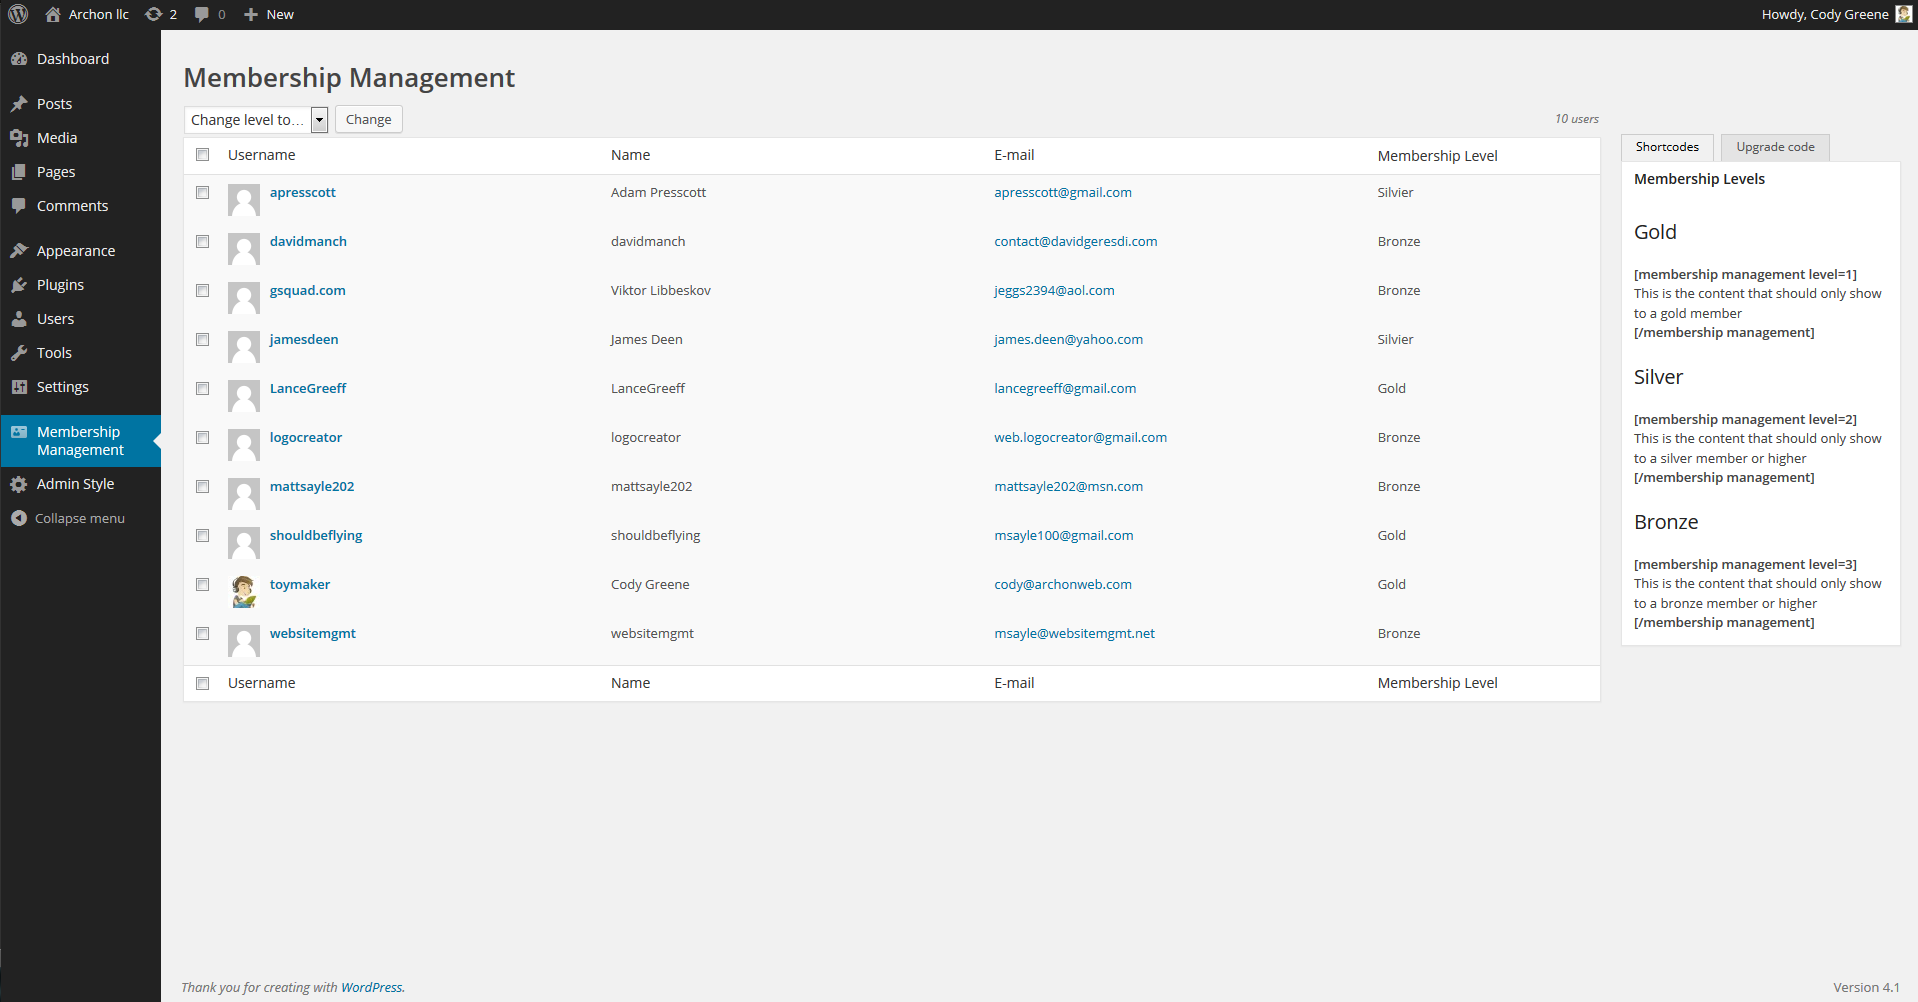 Archon llc 2 0 New Howdy, Cody Greene
Dashboard
Posts
Media
Pages
Comments
Appearance
Plugins
Users
Tools
Settings
Membership
Management
Admin Style
Collapse menu
Membership Management
Change level to... Change
10 users
Username Name E-mail Membership Level
apresscott Adam Presscott apresscott@gmail.com Silvier
davidmanch davidmanch contact@davidgeresdi.com Bronze
gsquad.com Viktor Libbeskov jeggs2394@aol.com Bronze
jamesdeen James Deen james.deen@yahoo.com Silvier
LanceGreeff LanceGreeff lancegreeff@gmail.com Gold
logocreator logocreator web.logocreator@gmail.com Bronze
mattsayle202 mattsayle202 mattsayle202@msn.com Bronze
shouldbeflying shouldbeflying msayle100@gmail.com Gold
toymaker Cody Greene cody@archonweb.com Gold
websitemgmt websitemgmt msayle@websitemgmt.net Bronze
Username Name E-mail Membership Level
Shortcodes Upgrade code
Membership Levels
Gold
[membership management level=1]
This is the content that should only show
to a gold member
[/membership management]
Silver
[membership management level=2]
This is the content that should only show
to a silver member or higher
[/membership management]
Bronze
[membership management level=3]
This is the content that should only show
to a bronze member or higher
[/membership management]
Thank you for creating with WordPress.
Version 4.1